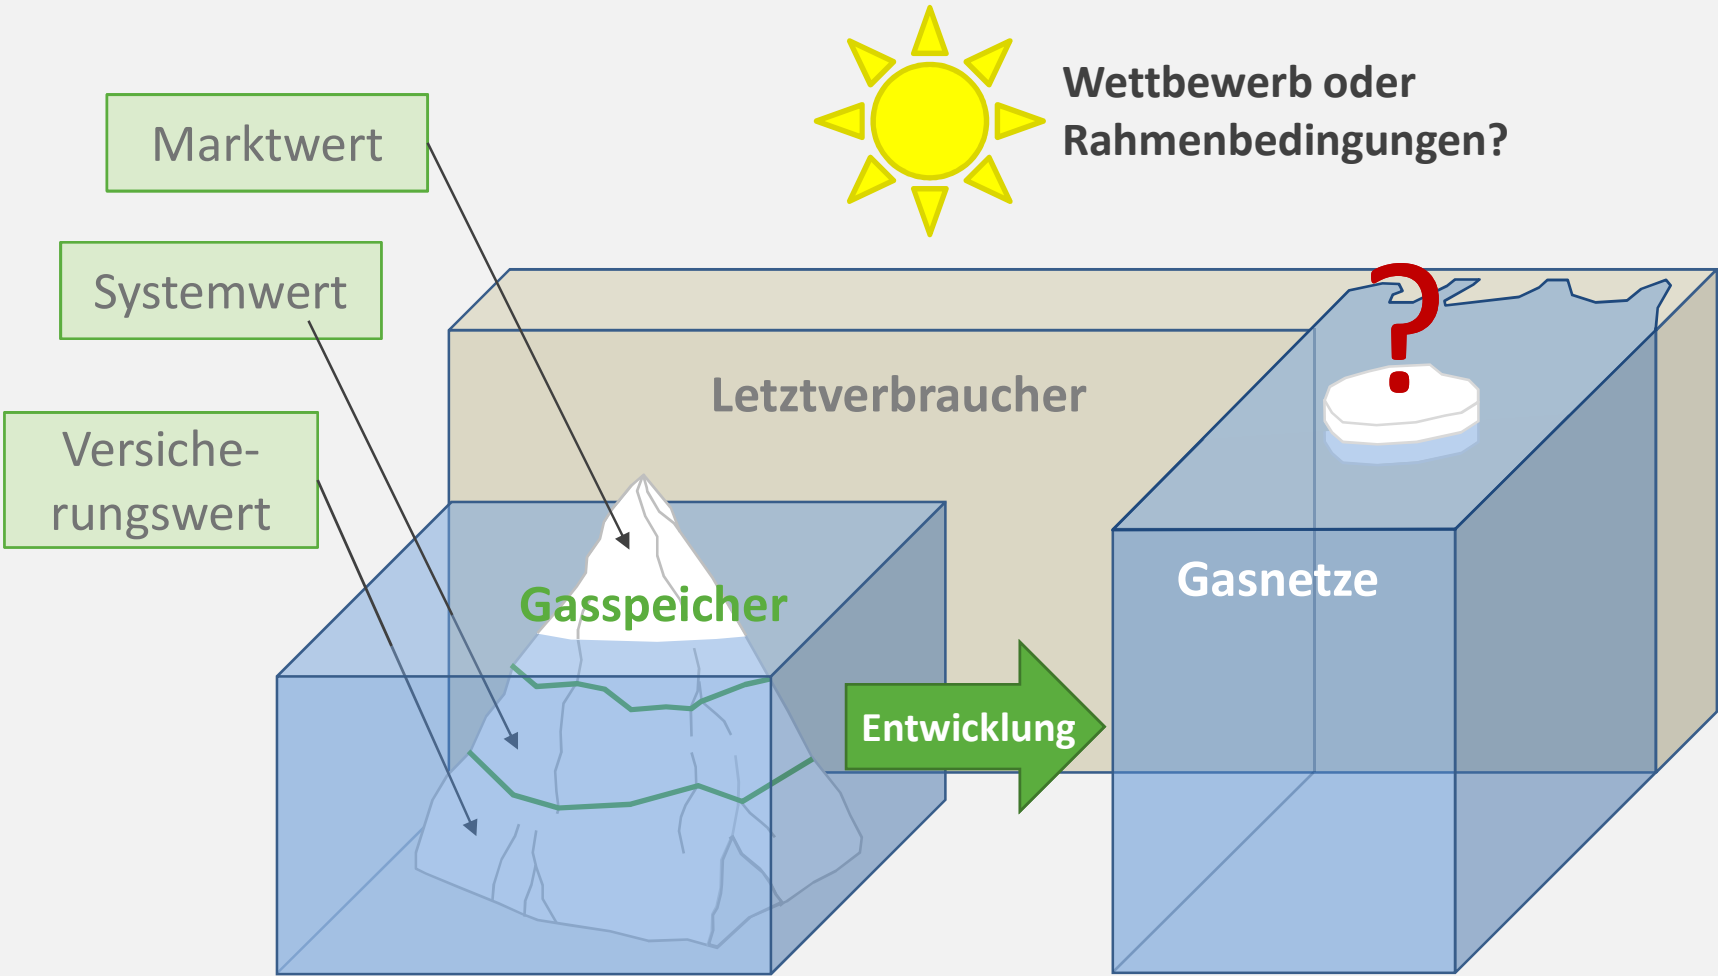 Wettbewerb oder
Rahmenbedingungen?
Marktwert
Systemwert
Versiche-
rungswert
Letztverbraucher
?
Gasspeicher
Gasnetze
Entwicklung